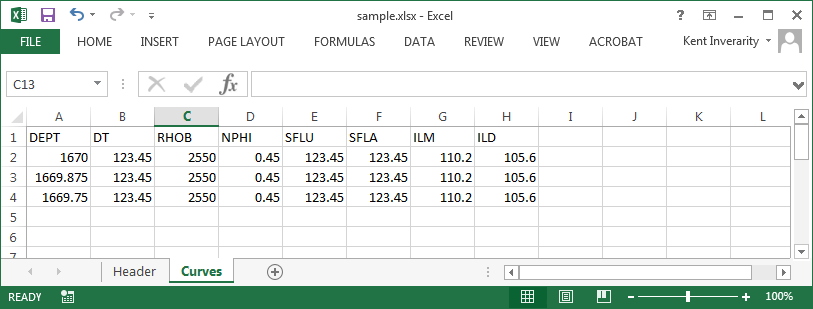 sample.xlsx - Excel
FILE HOME INSERT PAGE LAYOUT FORMULAS DATA REVIEW VIEW ACROBAT Kent Inverarity
C13 fx
A B C D E F G H I J K L
1 DEPT DT RHOB NPHI SFLU SFLA ILM ILD
2 1670 123.45 2550 0.45 123.45 123.45 110.2 105.6
3 1669.875 123.45 2550 0.45 123.45 123.45 110.2 105.6
4 1669.75 123.45 2550 0.45 123.45 123.45 110.2 105.6
5
6
7
Header Curves
READY 100%